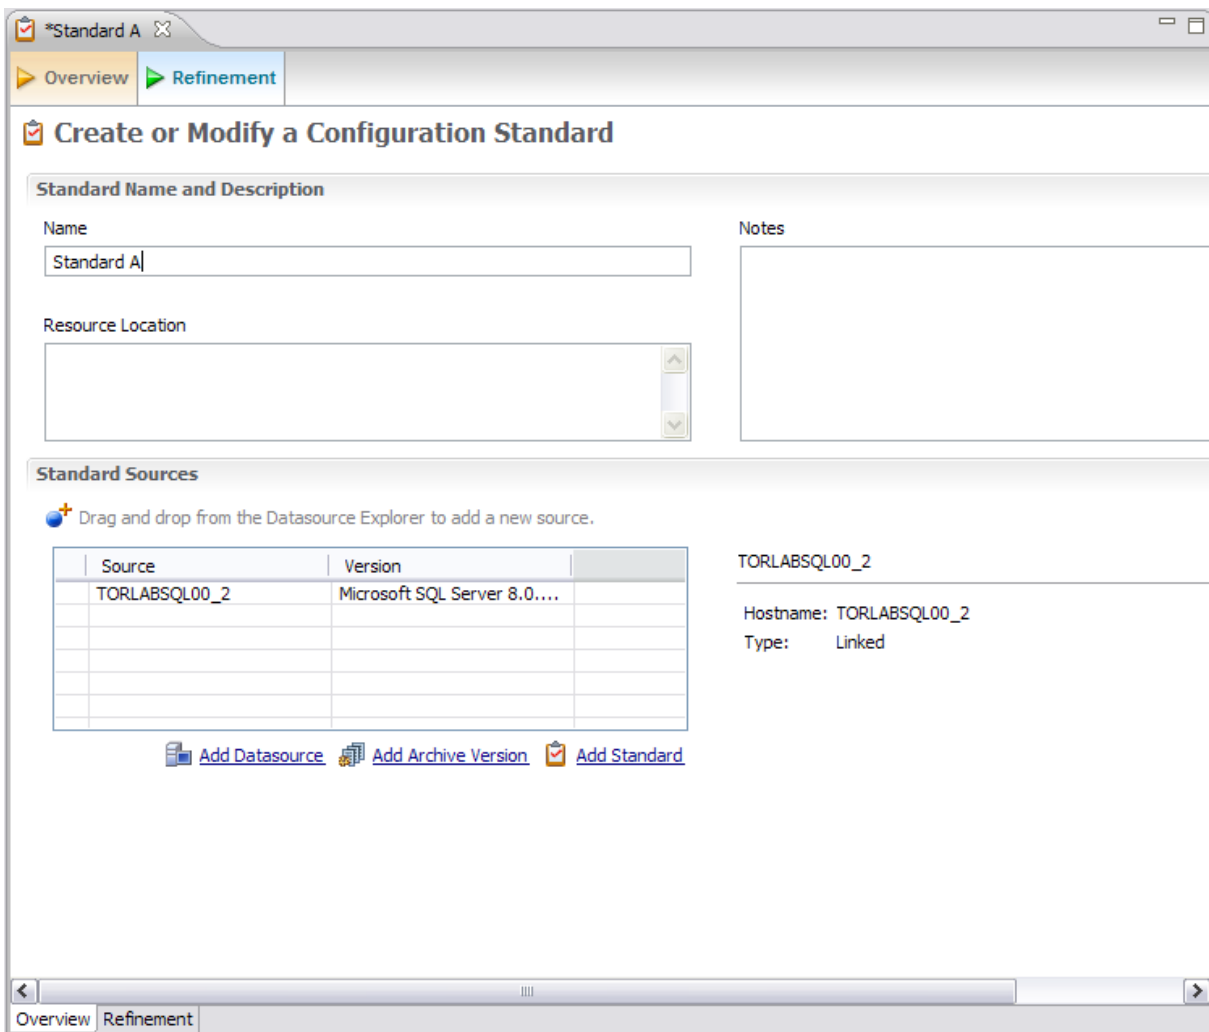 *Standard A
Overview Refinement
Create or Modify a Configuration Standard
Standard Name and Description
Name
Standard A
Notes
Resource Location
Standard Sources
Drag and drop from the Datasource Explorer to add a new source.
Source Version
TORLABSQL00_2 Microsoft SQL Server 8.0....
Add Datasource Add Archive Version Add Standard
TORLABSQL00_2
Hostname: TORLABSQL00_2
Type: Linked
Overview Refinement